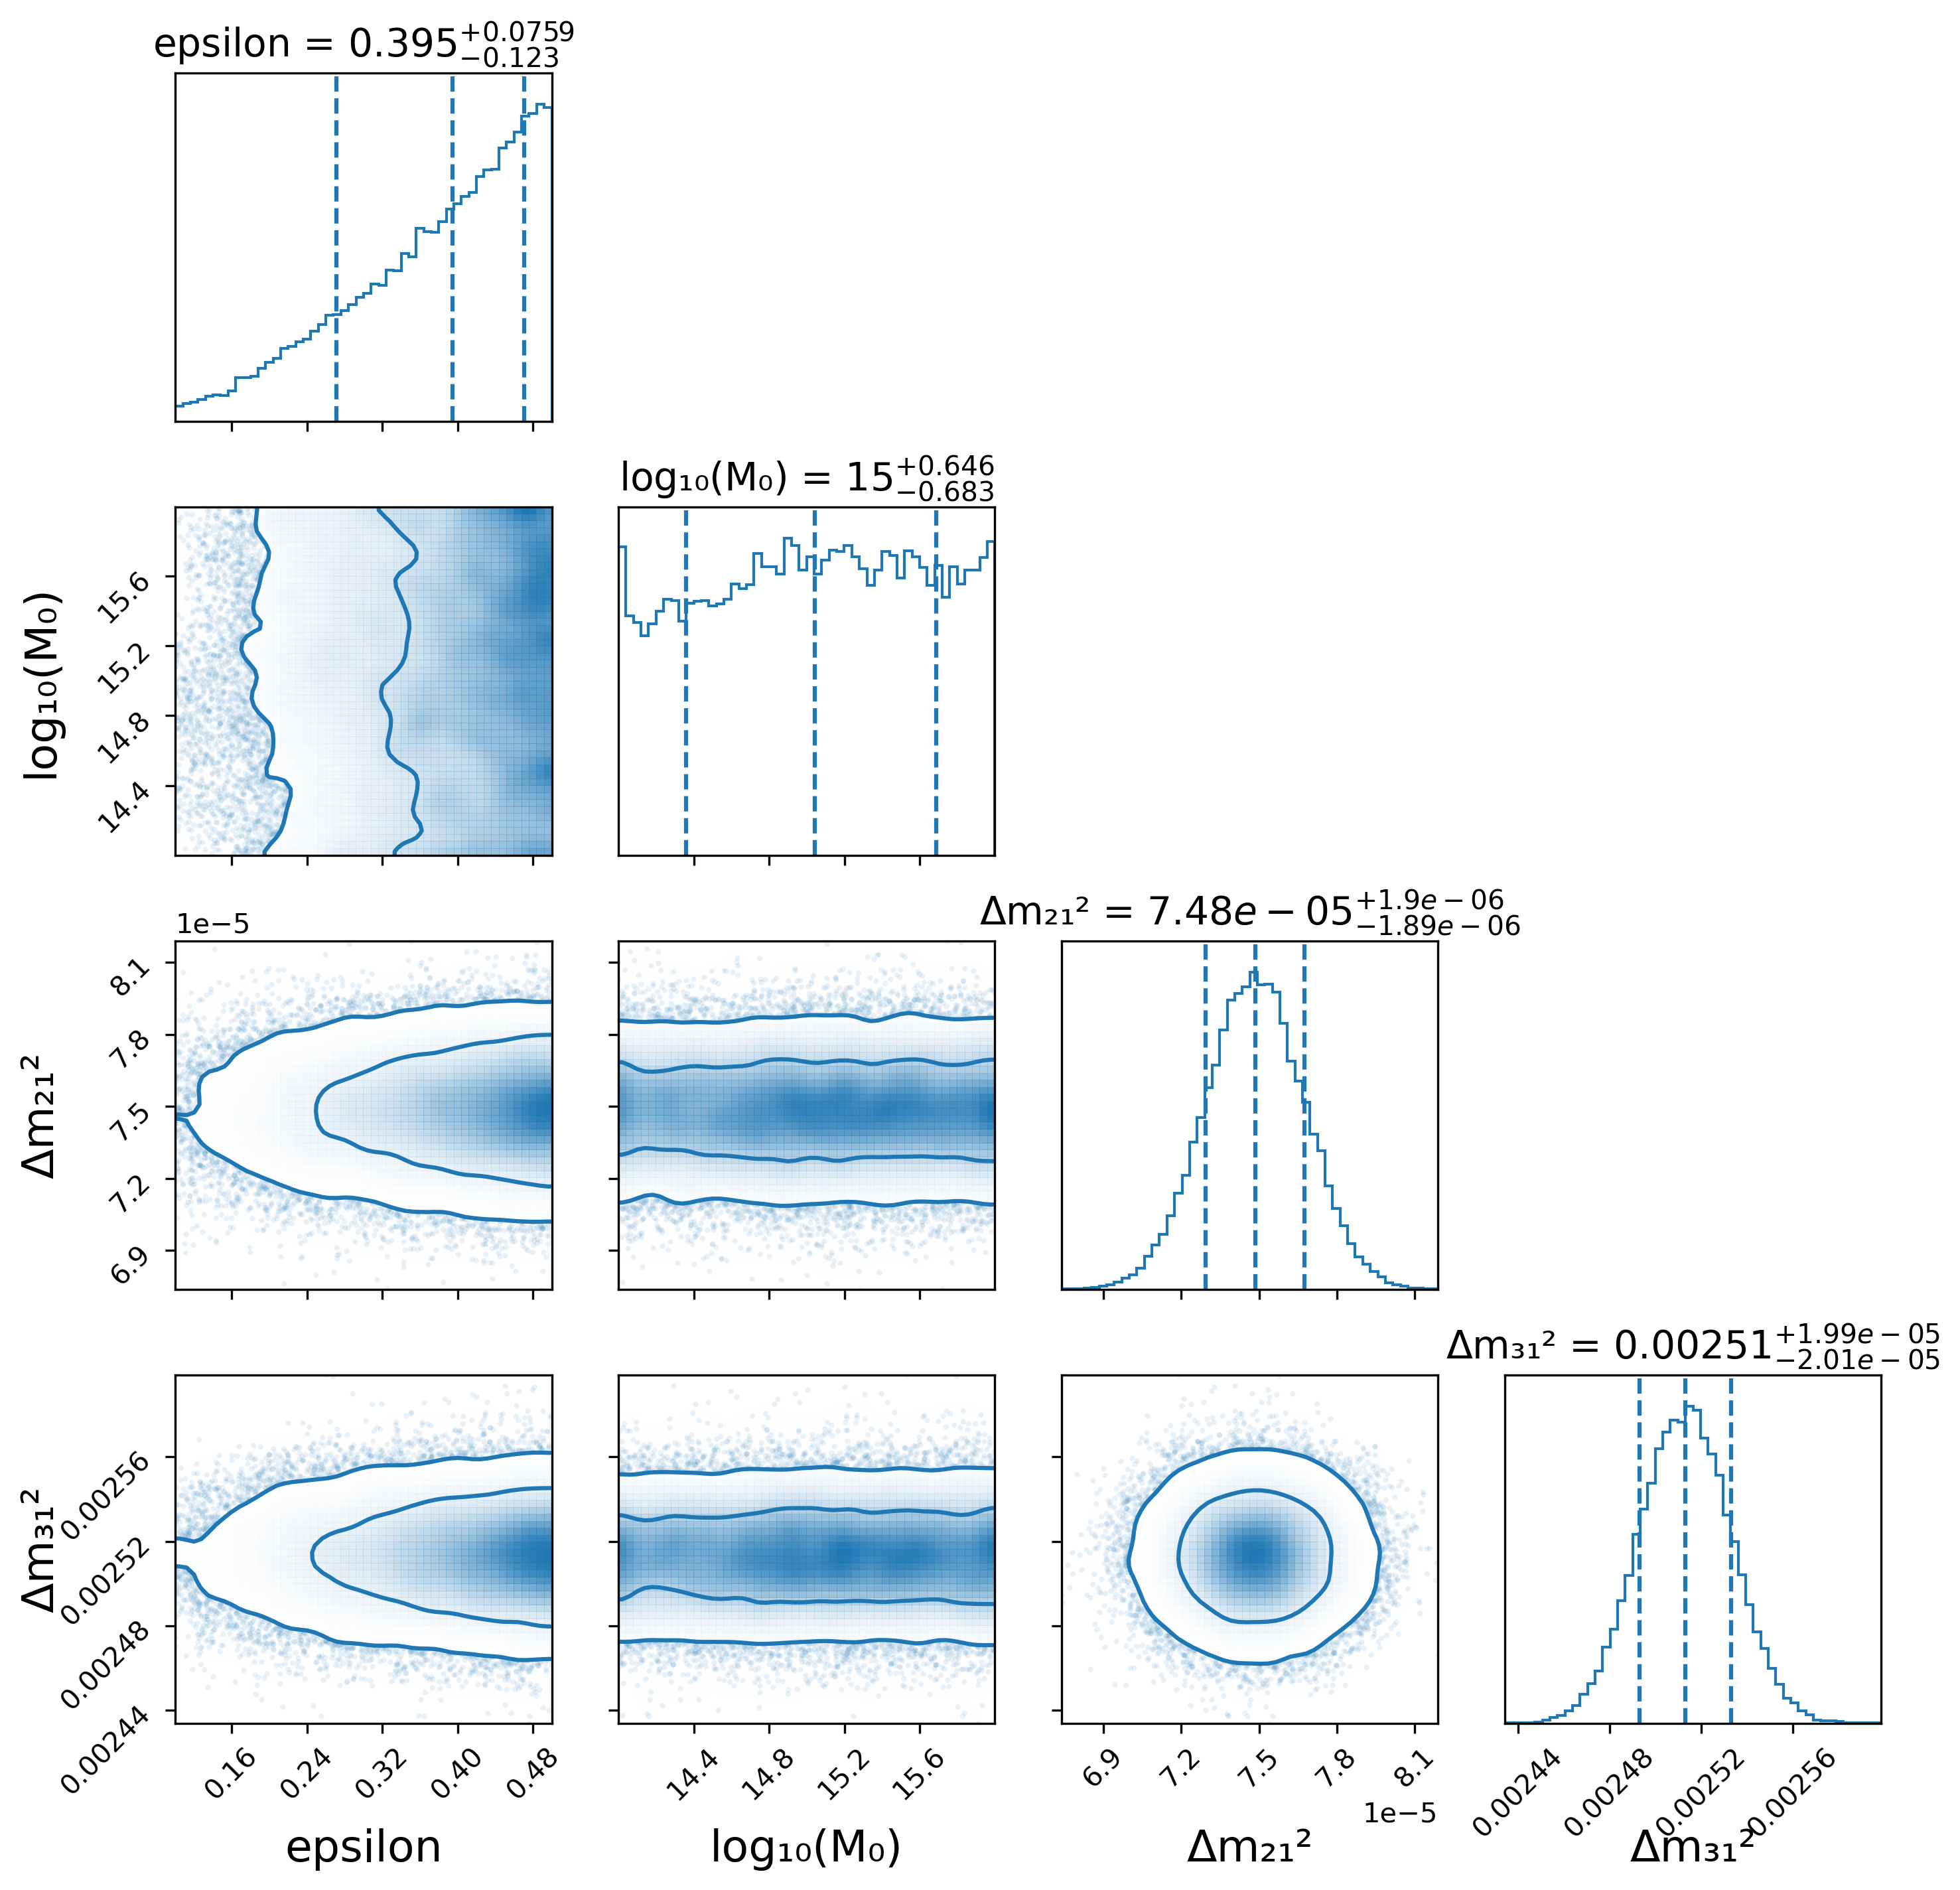 epsilon = 0.395+0.0759−0.123
log₁₀(M₀) = 15+0.646−0.683
log₁₀(M₀)
15.6
15.2
14.8
14.4
Δm₂₁² = 7.48e − 05+1.9e − 06−1.89e − 06
1e−5
Δm₂₁²
8.1
7.8
7.5
7.2
6.9
Δm₃₁² = 0.00251+1.99e − 05−2.01e − 05
Δm₃₁²
0.00256
0.00252
0.00248
0.00244
0.16 0.24 0.32 0.40 0.48
14.4 14.8 15.2 15.6
6.9 7.2 7.5 7.8 8.1
1e−5
0.00244 0.00248 0.00252 0.00256
epsilon
log₁₀(M₀)
Δm₂₁²
Δm₃₁²